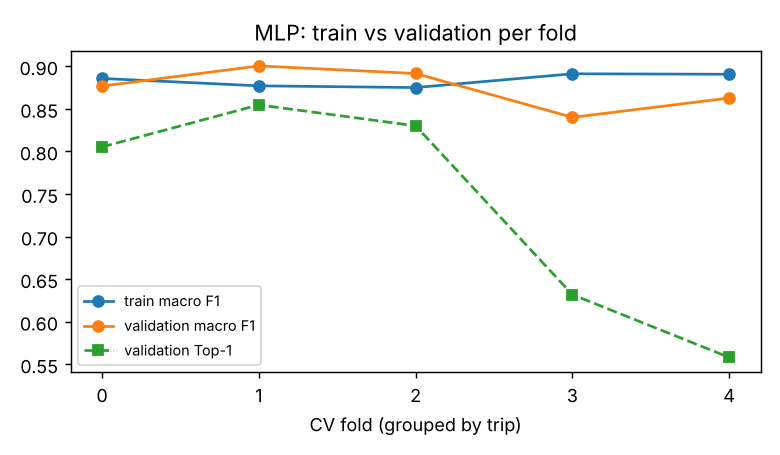 MLP: train vs validation per fold
0.90
0.85
0.80
0.75
0.70
0.65
0.60
0.55
train macro F1
validation macro F1
validation Top-1
0 1 2 3 4
CV fold (grouped by trip)